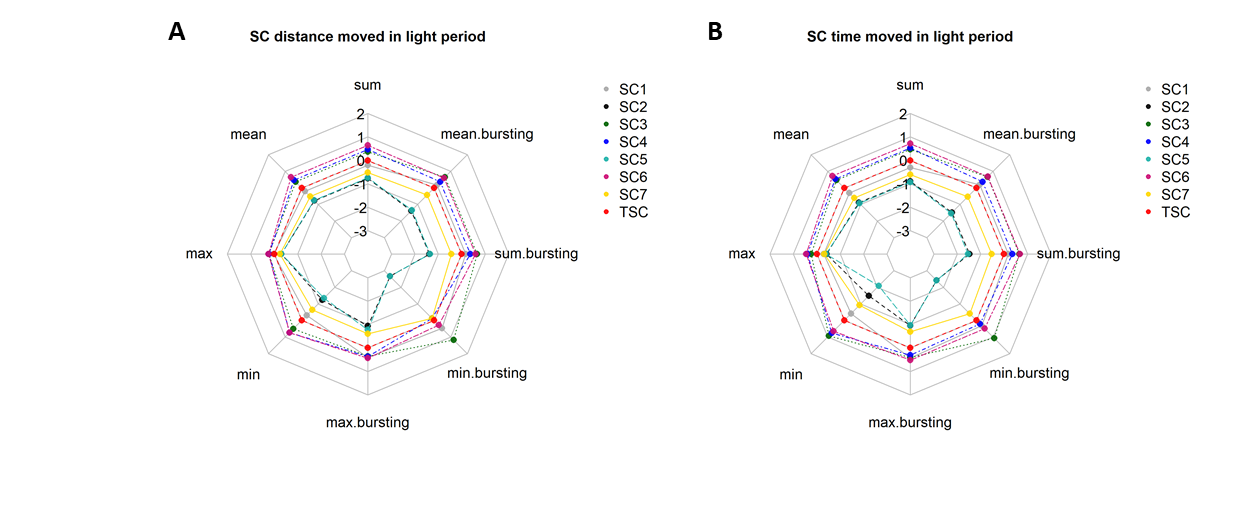 A
SC distance moved in light period
sum
mean.bursting
sum.bursting
min.bursting
max.bursting
min
max
mean
2
1
0
-1
-2
-3
SC1
SC2
SC3
SC4
SC5
SC6
SC7
TSC
B
SC time moved in light period
sum
mean.bursting
sum.bursting
min.bursting
max.bursting
min
max
mean
2
1
0
-1
-2
-3
SC1
SC2
SC3
SC4
SC5
SC6
SC7
TSC